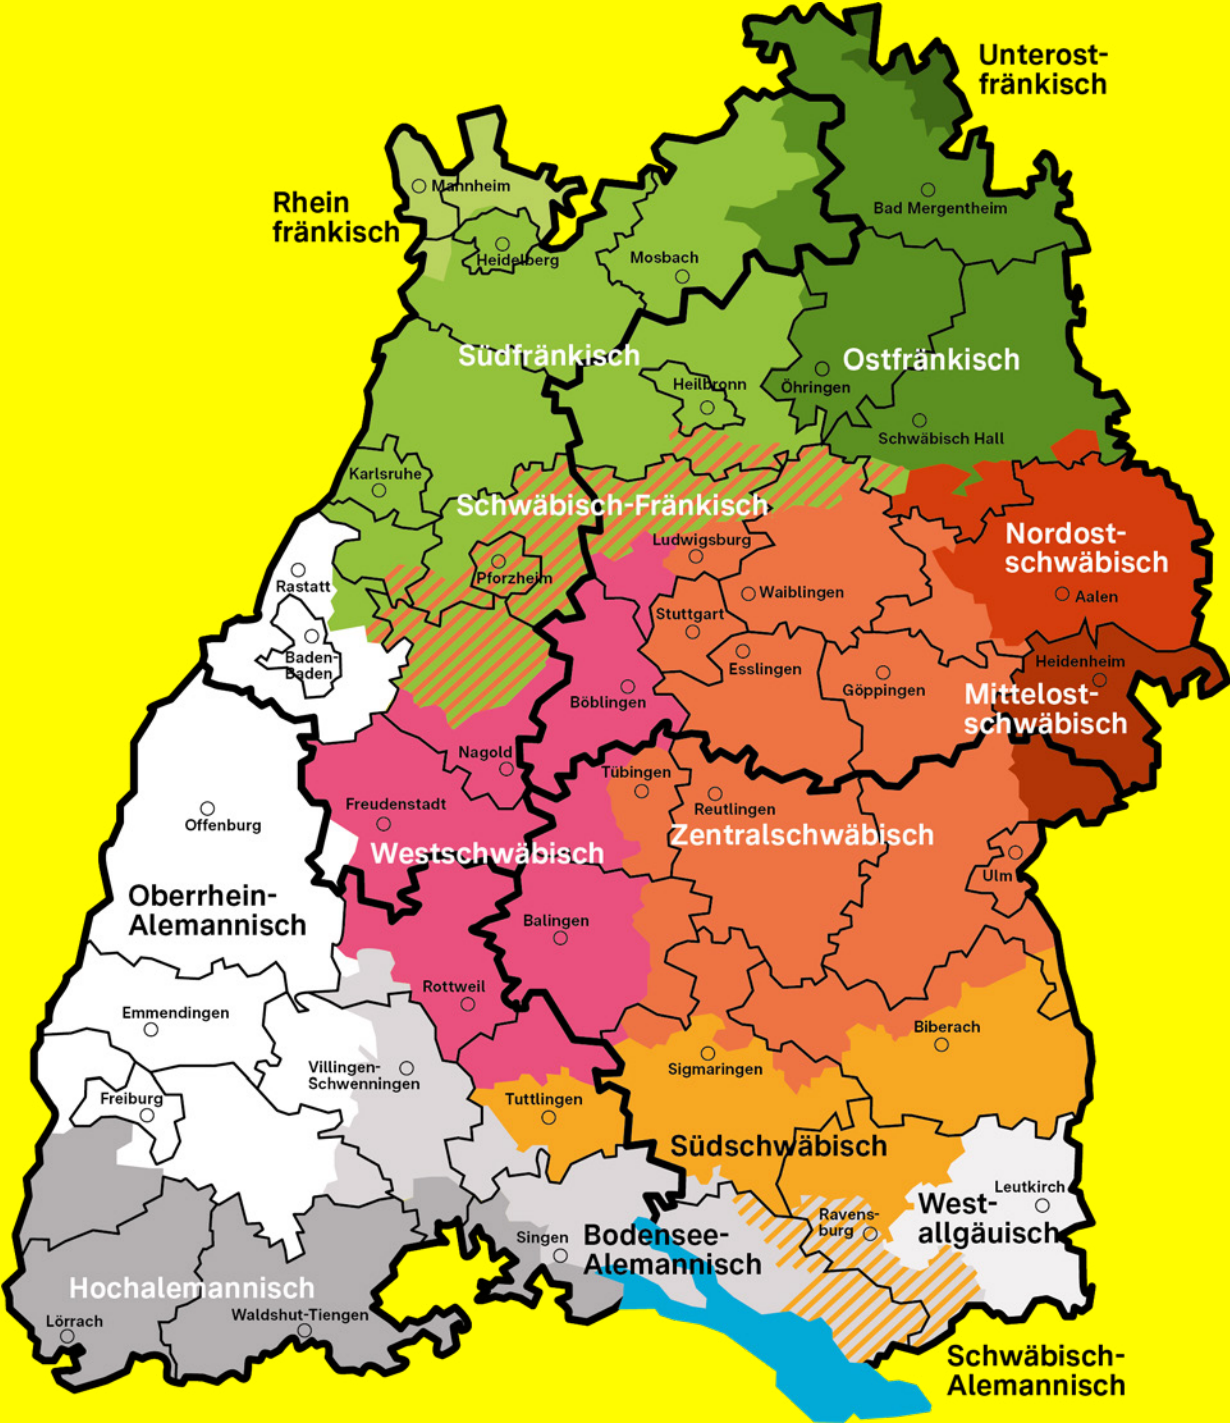 Unterost-
fränkisch
Mannheim
Rhein
fränkisch
Bad Mergentheim
Heidelberg
Mosbach
Südfränkisch
Ostfränkisch
Heilbronn
Öhringen
Schwäbisch Hall
Karlsruhe
Schwäbisch-Fränkisch
Nordost-
schwäbisch
Ludwigsburg
Pforzheim
Rastatt
Waiblingen
Aalen
Stuttgart
Baden-
Baden
Esslingen
Heidenheim
Göppingen
Mittelost-
schwäbisch
Böblingen
Nagold
Tübingen
Freudenstadt
Reutlingen
Offenburg
Zentralschwäbisch
Westschwäbisch
Ulm
Oberrhein-
Alemannisch
Balingen
Rottweil
Emmendingen
Biberach
Villingen-
Schwenningen
Sigmaringen
Freiburg
Tuttlingen
Südschwäbisch
Leutkirch
West-
allgäuisch
Ravens-
burg
Singen
Bodensee-
Alemannisch
Hochalemannisch
Waldshut-Tiengen
Lörrach
Schwäbisch-
Alemannisch